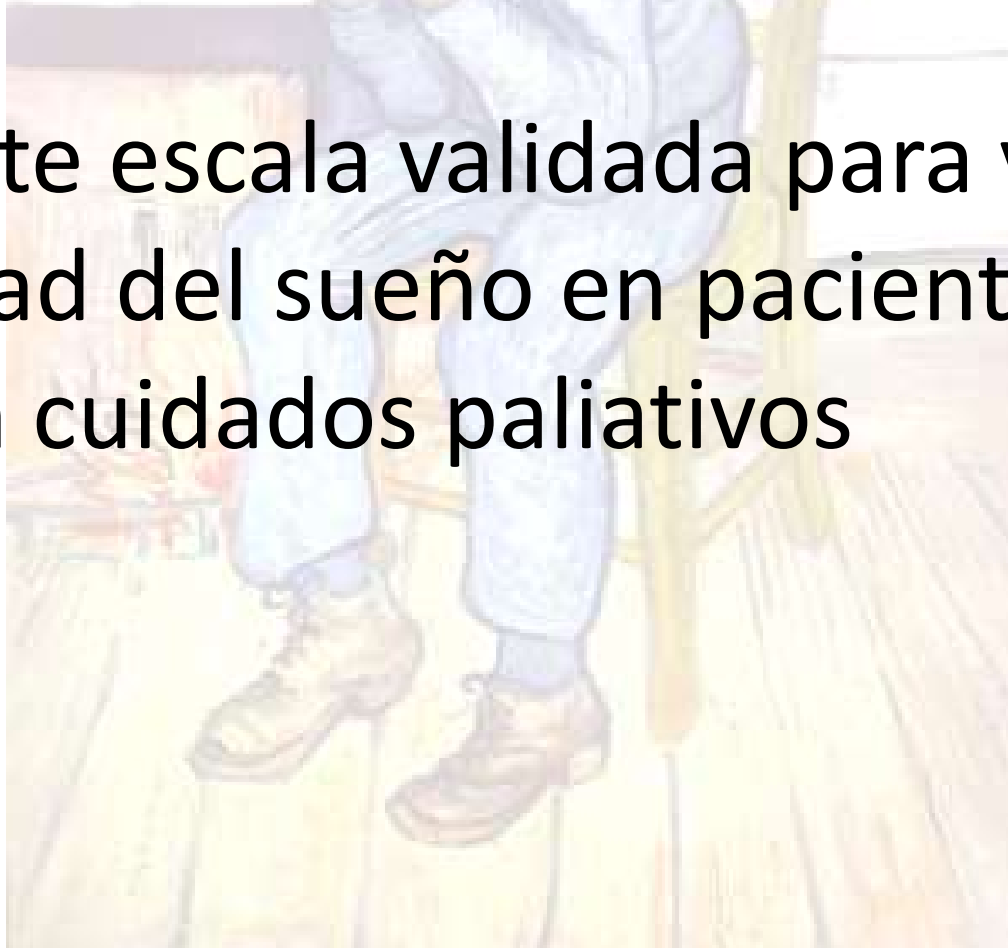 te escala validada para
ad del sueño en pacient
cuidados paliativos